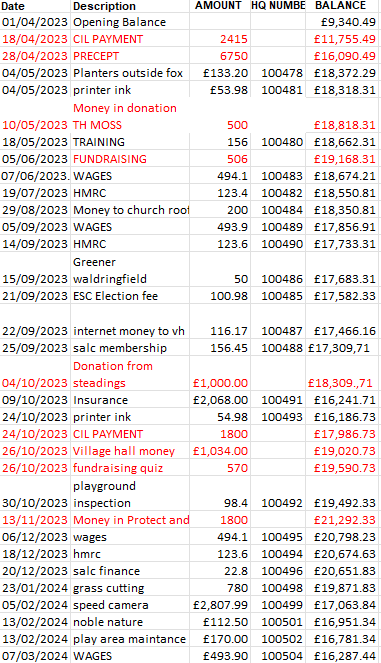 Date Description AMOUNT HQ NUMBE BALANCE
01/04/2023 Opening Balance £9,340.49
18/04/2023 CIL PAYMENT 2415 £11,755.49
28/04/2023 PRECEPT 6750 £16,090.49
04/05/2023 Planters outside fox £133.20 100478 £18,372.29
04/05/2023 printer ink £53.98 100481 £18,318.31
Money in donation
10/05/2023 TH MOSS 500 £18,818.31
18/05/2023 TRAINING 156 100480 £18,662.31
05/06/2023 FUNDRAISING 506 £19,168.31
07/06/2023. WAGES 494.1 100483 £18,674.21
19/07/2023 HMRC 123.4 100482 £18,550.81
29/08/2023 Money to church roof 200 100484 £18,350.81
05/09/2023 WAGES 493.9 100489 £17,856.91
14/09/2023 HMRC 123.6 100490 £17,733.31
Greener
15/09/2023 waldringfield 50 100486 £17,683.31
21/09/2023 ESC Election fee 100.98 100485 £17,582.33
22/09/2023 internet money to vh 116.17 100487 £17,466.16
25/09/2023 salc membership 156.45 100488 £17,309,71
Donation from
04/10/2023 steadings £1,000.00 £18,309.,71
09/10/2023 Insurance £2,068.00 100491 £16,241.71
24/10/2023 printer ink 54.98 100493 £16,186.73
24/10/2023 CIL PAYMENT 1800 £17,986.73
26/10/2023 Village hall money £1,034.00 £19,020.73
26/10/2023 fundraising quiz 570 £19,590.73
playground
30/10/2023 inspection 98.4 100492 £19,492.33
13/11/2023 Money in Protect and 1800 £21,292.33
06/12/2023 wages 494.1 100495 £20,798.23
18/12/2023 hmrc 123.6 100494 £20,674.63
20/12/2023 salc finance 22.8 100496 £20,651.83
23/01/2024 grass cutting 780 100498 £19,871.83
05/02/2024 speed camera £2,807.99 100499 £17,063.84
13/02/2024 noble nature £112.50 100501 £16,951.34
13/02/2024 play area maintance £170.00 100502 £16,781.34
07/03/2024 WAGES £493.90 100504 £16,287.44